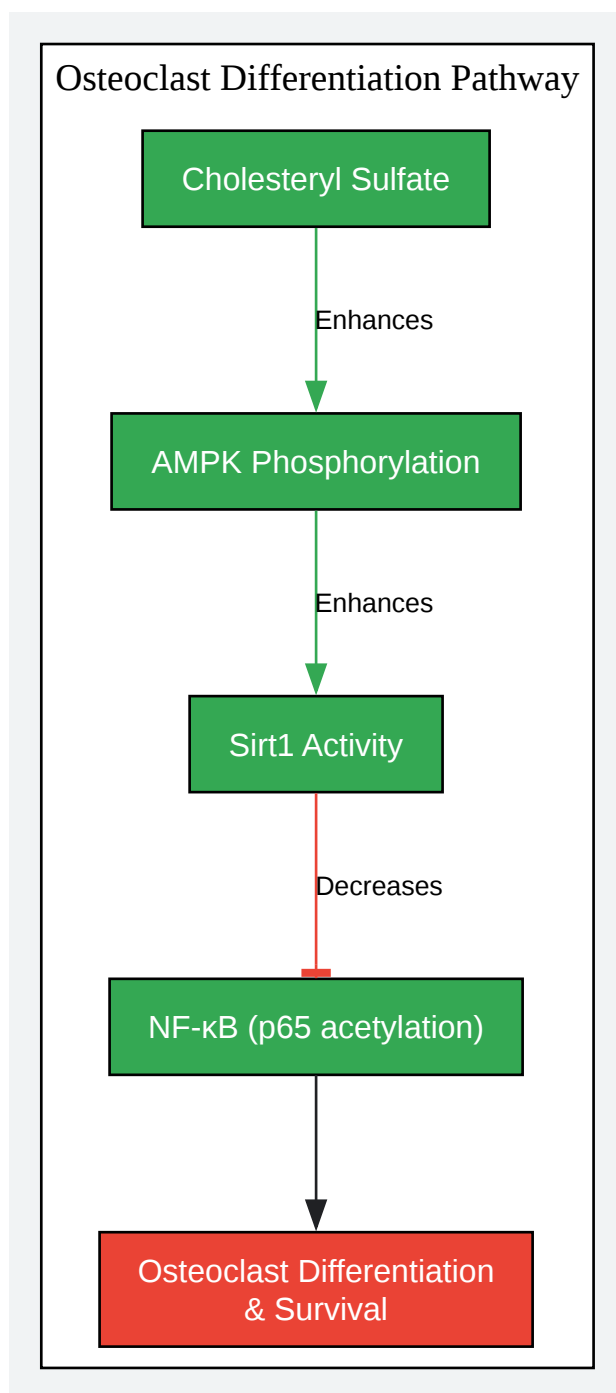 Osteoclast Differentiation Pathway
Cholesteryl Sulfate
Enhances
AMPK Phosphorylation
Enhances
Sirt1 Activity
Decreases
NF-κB (p65 acetylation)
Osteoclast Differentiation
& Survival